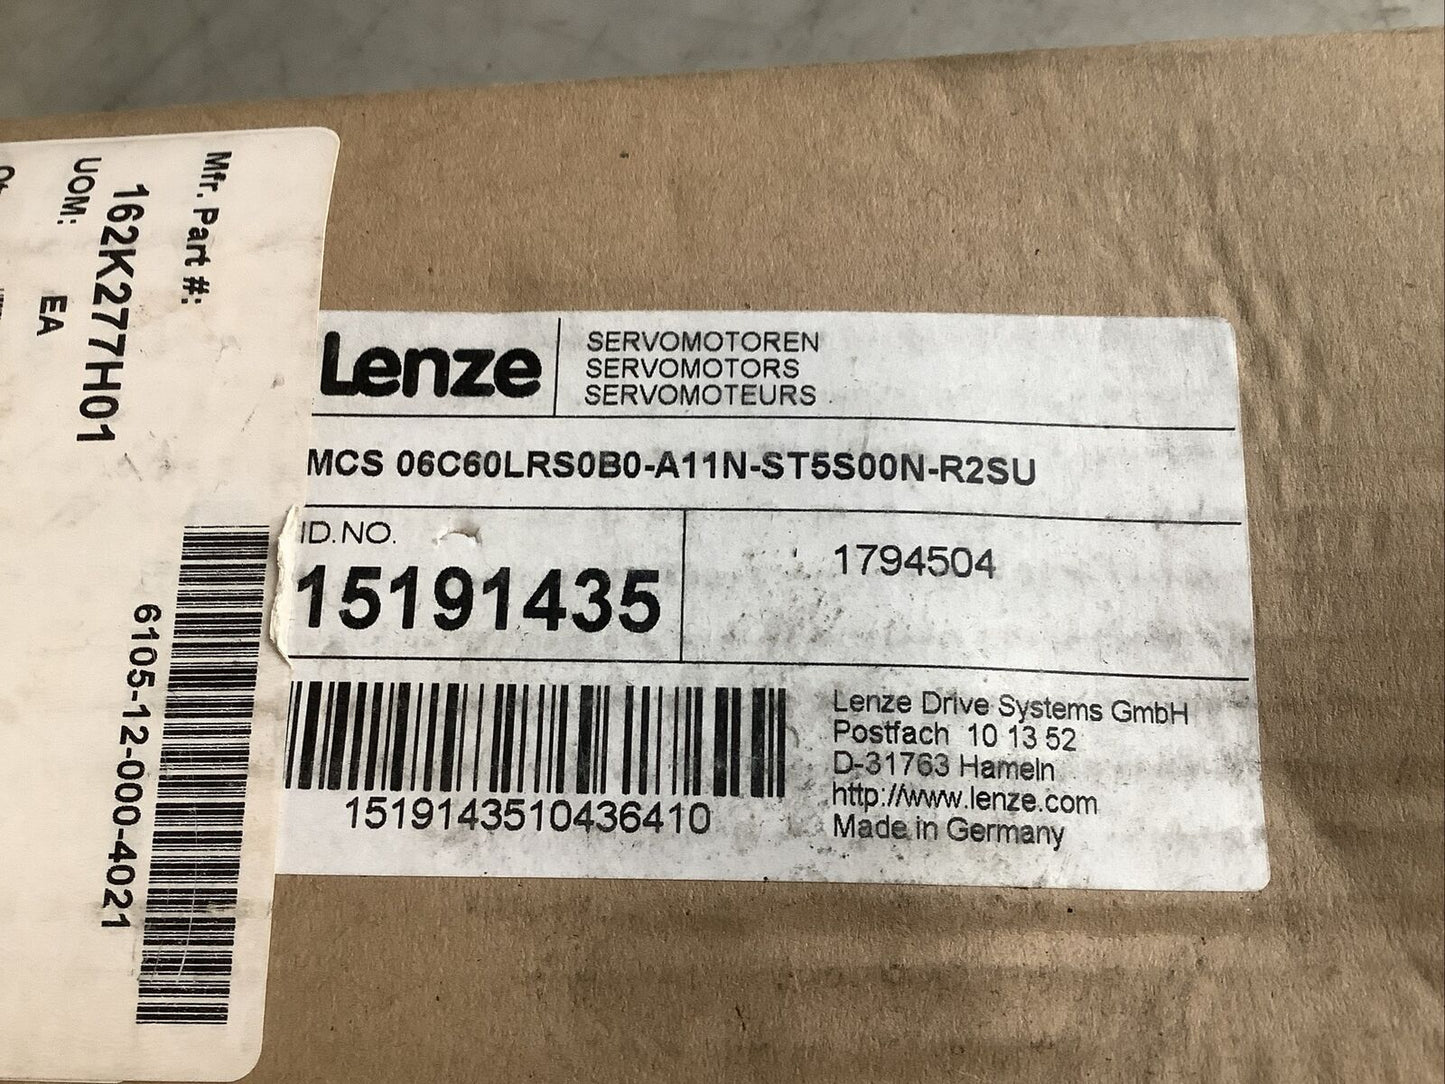 Mfr. Part #:
162K277H01
UOM:
EA
6105-12-000-4021
Lenze
SERVOMOTOREN
SERVOMOTORS
SERVOMOTEURS
MCS 06C60LRS0B0-A11N-ST5S00N-R2SU
ID.NO.
15191435
1794504
1519143510436410
Lenze Drive Systems GmbH
Postfach 10 13 52
D-31763 Hameln
http://www.lenze.com
Made in Germany